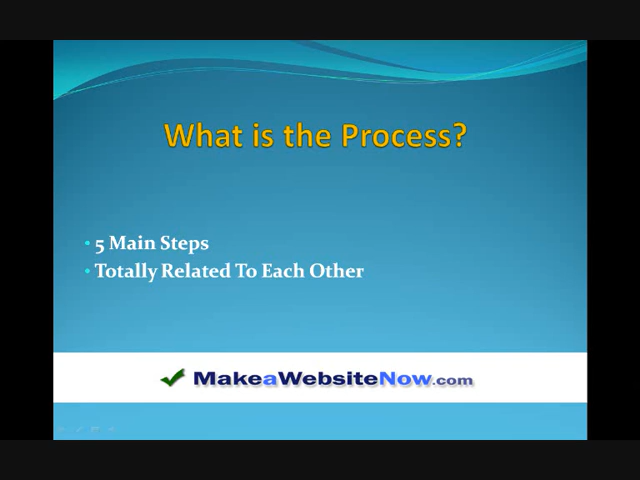 What is the Process?
• 5 Main Steps
• Totally Related To Each Other
MakeaWebsiteNow.com